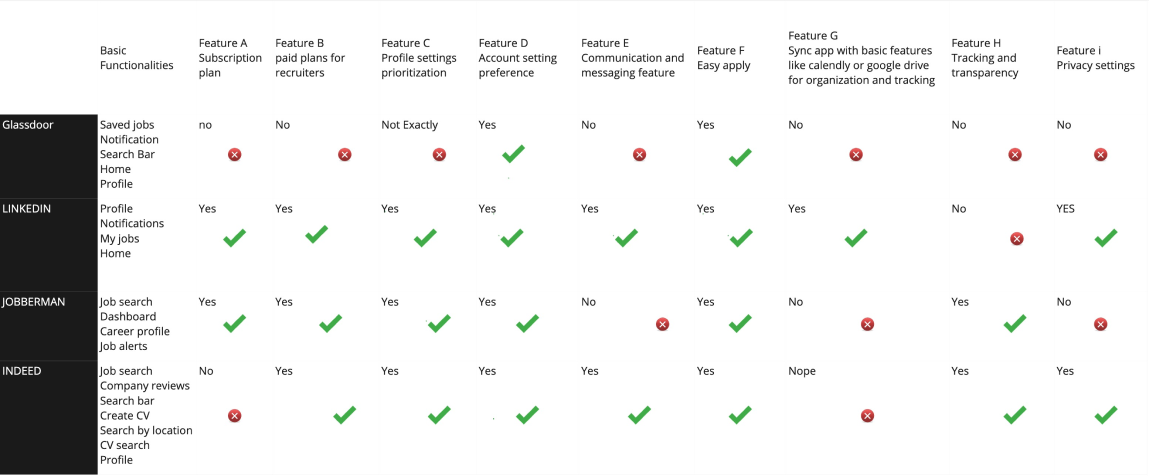 Basic
Functionalities
Feature A
Subscription
plan
Feature B
paid plans for
recruiters
Feature C
Profile settings
prioritization
Feature D
Account setting
preference
Feature E
Communication and
messaging feature
Feature F
Easy apply
Feature G
Sync app with basic features
like calendly or google drive
for organization and tracking
Feature H
Tracking and
transparency
Feature i
Privacy settings
Glassdoor
Saved jobs
Notification
Search Bar
Home
Profile
no
No
Not Exactly
Yes
No
Yes
No
No
No
LINKEDIN
Profile
Notifications
My jobs
Home
Yes
Yes
Yes
Yes
Yes
Yes
Yes
No
YES
JOBBERMAN
Job search
Dashboard
Career profile
Job alerts
Yes
Yes
Yes
Yes
No
Yes
No
Yes
No
INDEED
Job search
Company reviews
Search bar
Create CV
Search by location
CV search
Profile
No
Yes
Yes
Yes
Yes
Yes
Nope
Yes
Yes